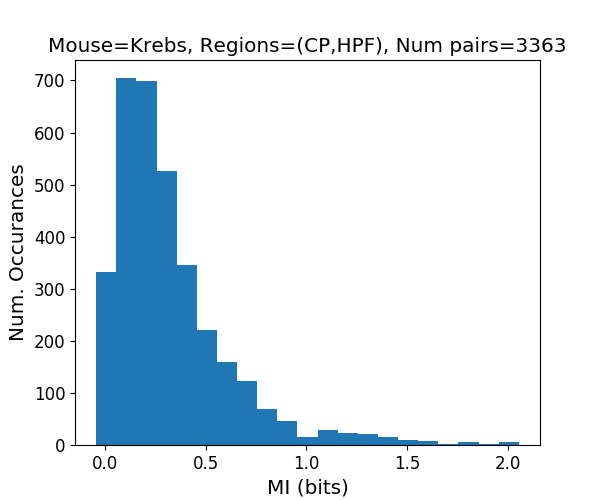 Mouse=Krebs, Regions=(CP,HPF), Num pairs=3363
700
600
500
400
300
200
100
0
Num. Occurances
0.0 0.5 1.0 1.5 2.0
MI (bits)